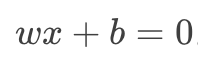 wx + b = 0